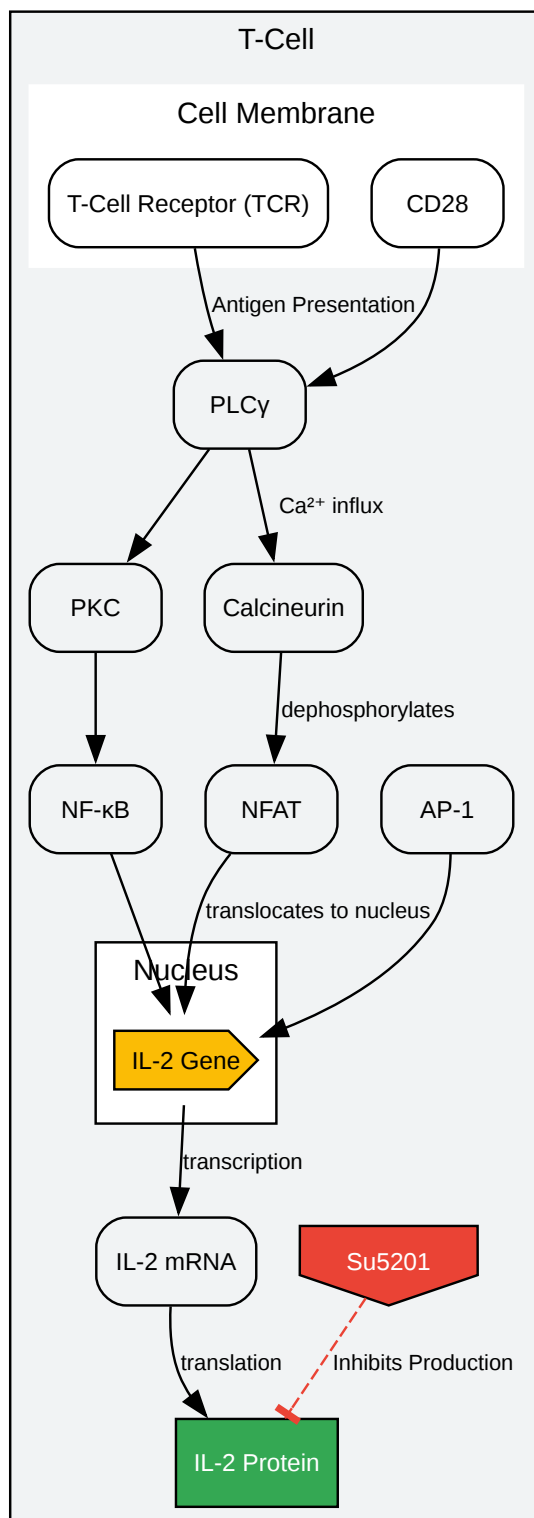 T-Cell
Cell Membrane
T-Cell Receptor (TCR)
CD28
Antigen Presentation
PLCγ
Ca²⁺ influx
PKC
Calcineurin
dephosphorylates
NF-κB
NFAT
AP-1
translocates to nucleus
Nucleus
IL-2 Gene
transcription
IL-2 mRNA
Su5201
translation
Inhibits Production
IL-2 Protein